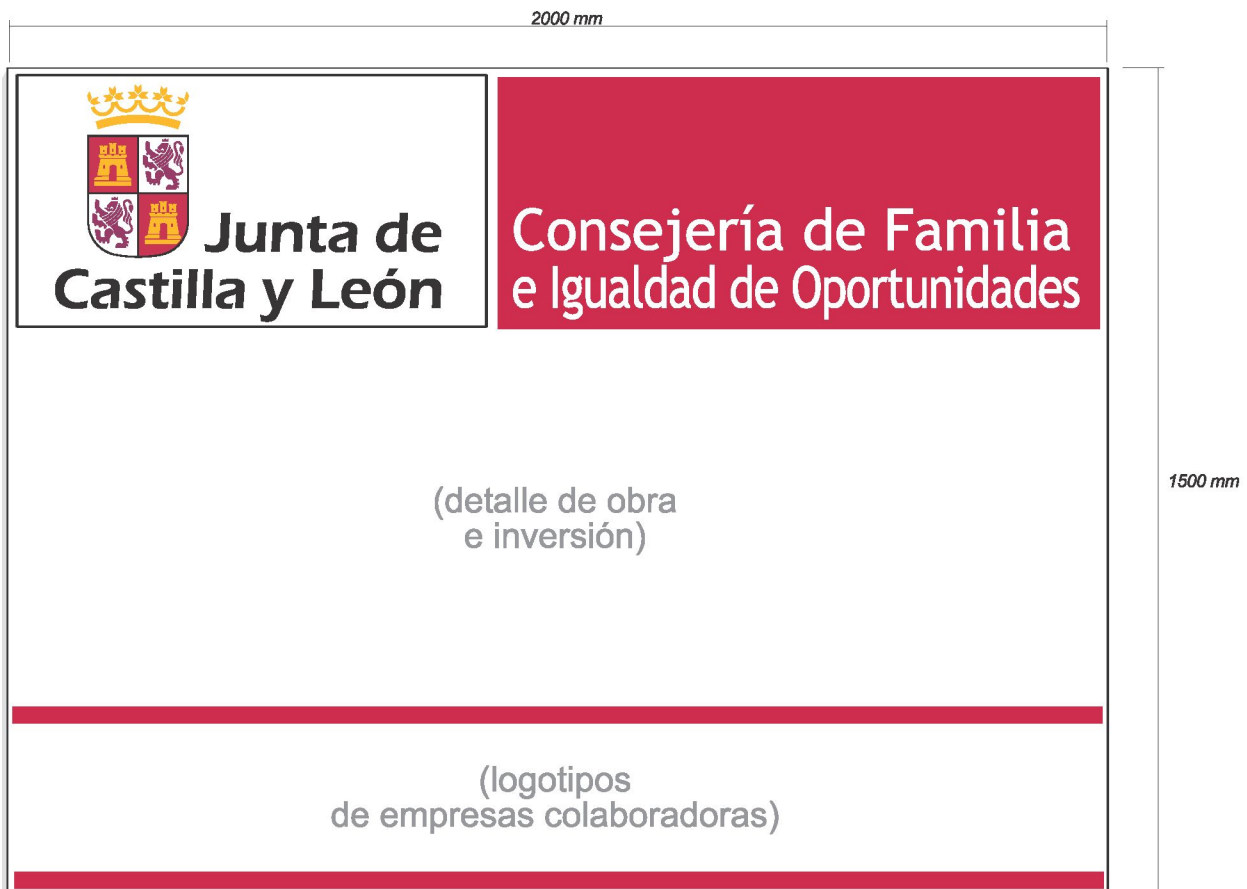 2000 mm
Junta de
Castilla y León
Consejería de Familia
e Igualdad de Oportunidades
1500 mm
(detalle de obra
e inversión)
(logotipos
de empresas colaboradoras)